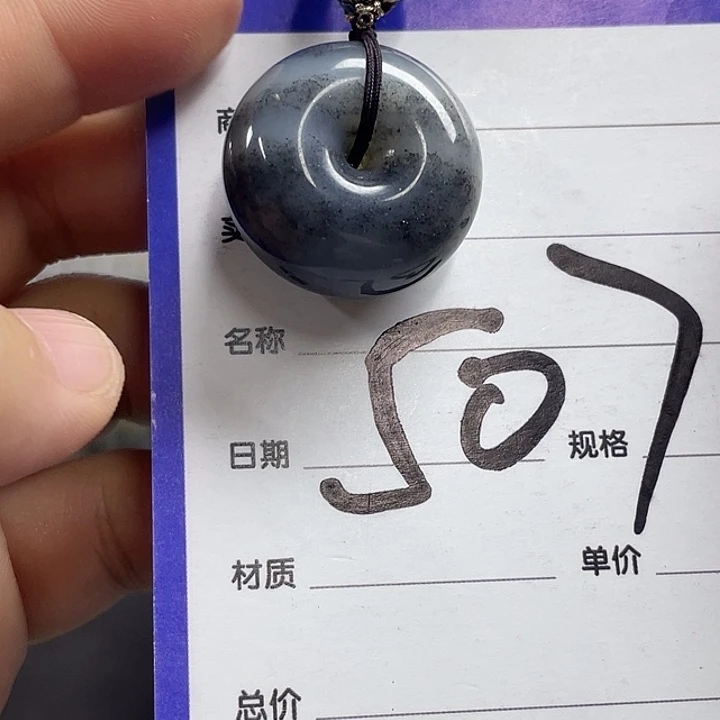 名称
507
日期 规格
材质 单价
总价